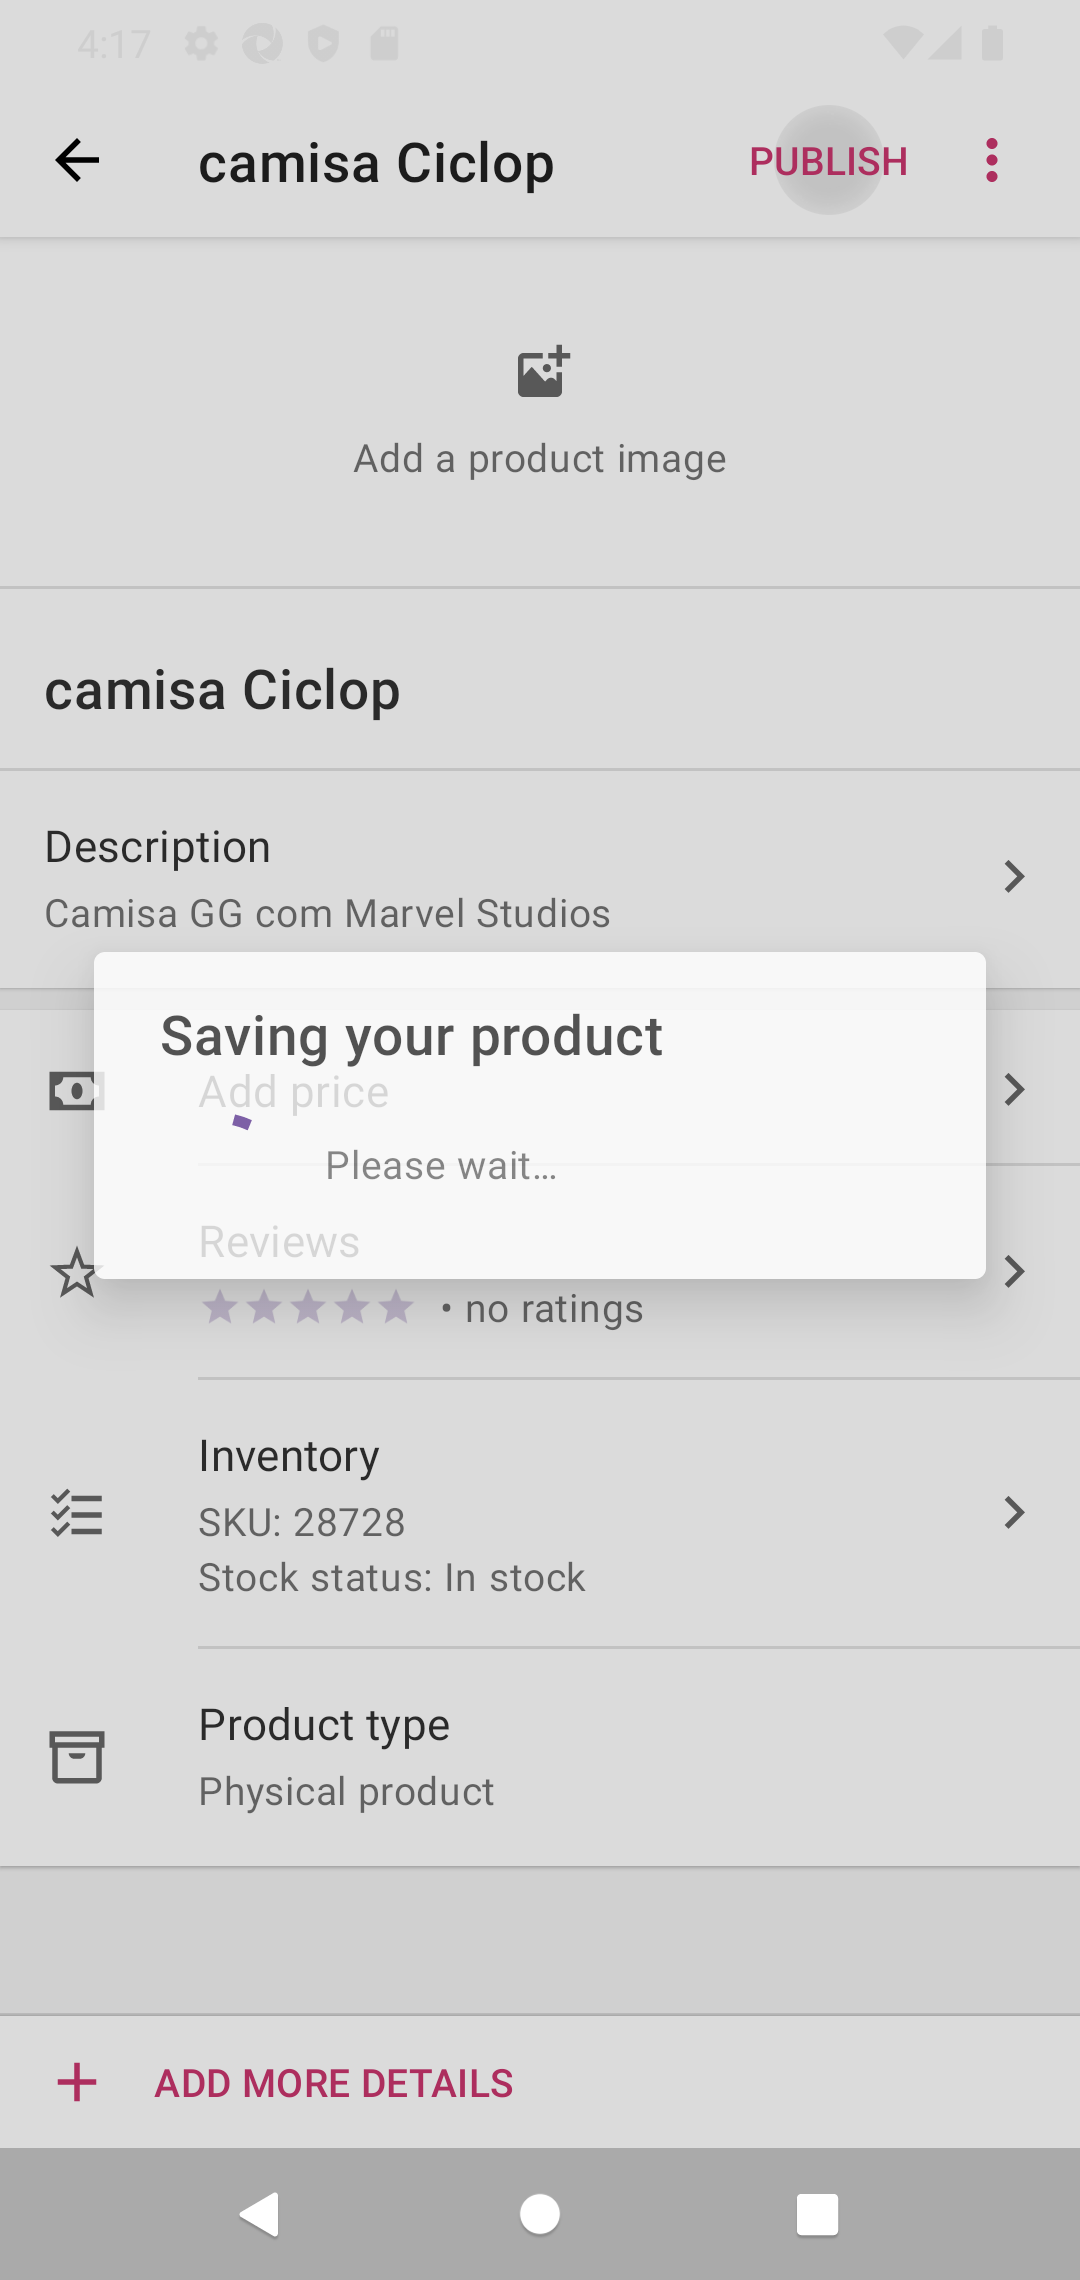 4:17
camisa Ciclop
PUBLISH
Add a product image
camisa Ciclop
Description
Camisa GG com Marvel Studios
Saving your product
Add price
Please wait…
Reviews
• no ratings
Inventory
SKU: 28728
Stock status: In stock
Product type
Physical product
ADD MORE DETAILS